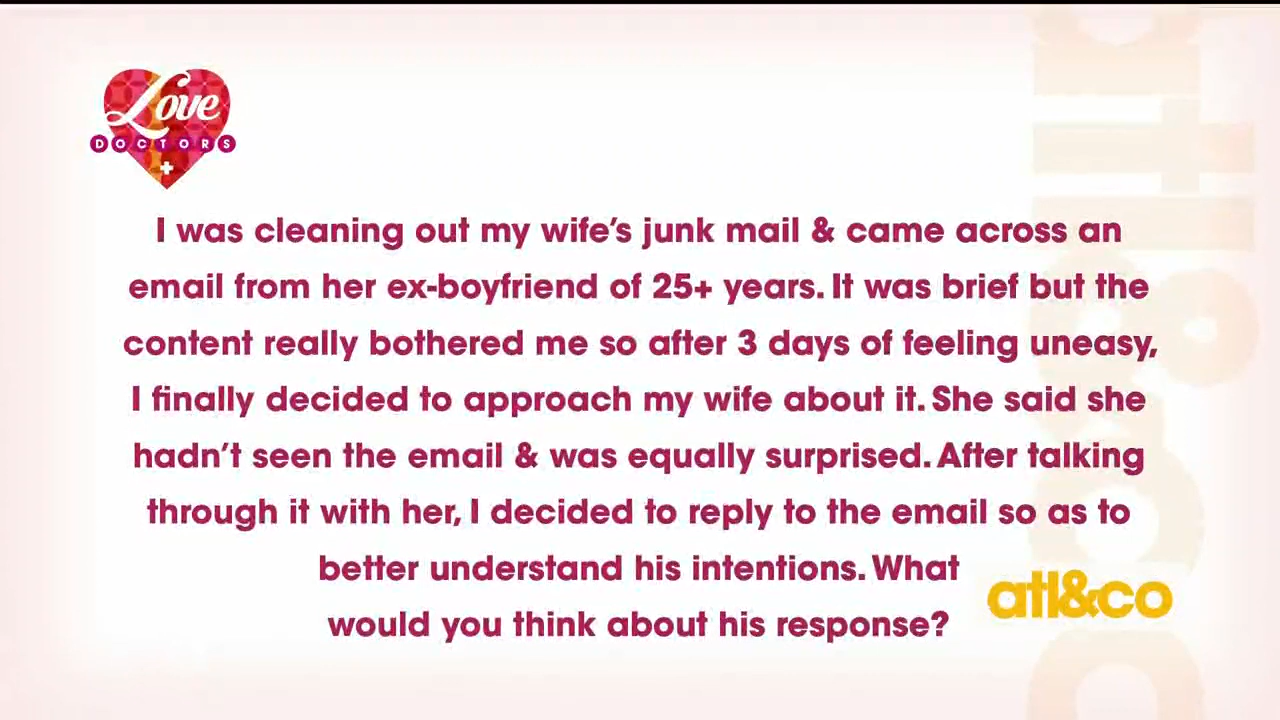 Love
DOCTORS
I was cleaning out my wife's junk mail & came across an
email from her ex-boyfriend of 25+ years. It was brief but the
content really bothered me so after 3 days of feeling uneasy,
I finally decided to approach my wife about it. She said she
hadn't seen the email & was equally surprised. After talking
through it with her, I decided to reply to the email so as to
better understand his intentions. What
would you think about his response?
atl&co
atl&co